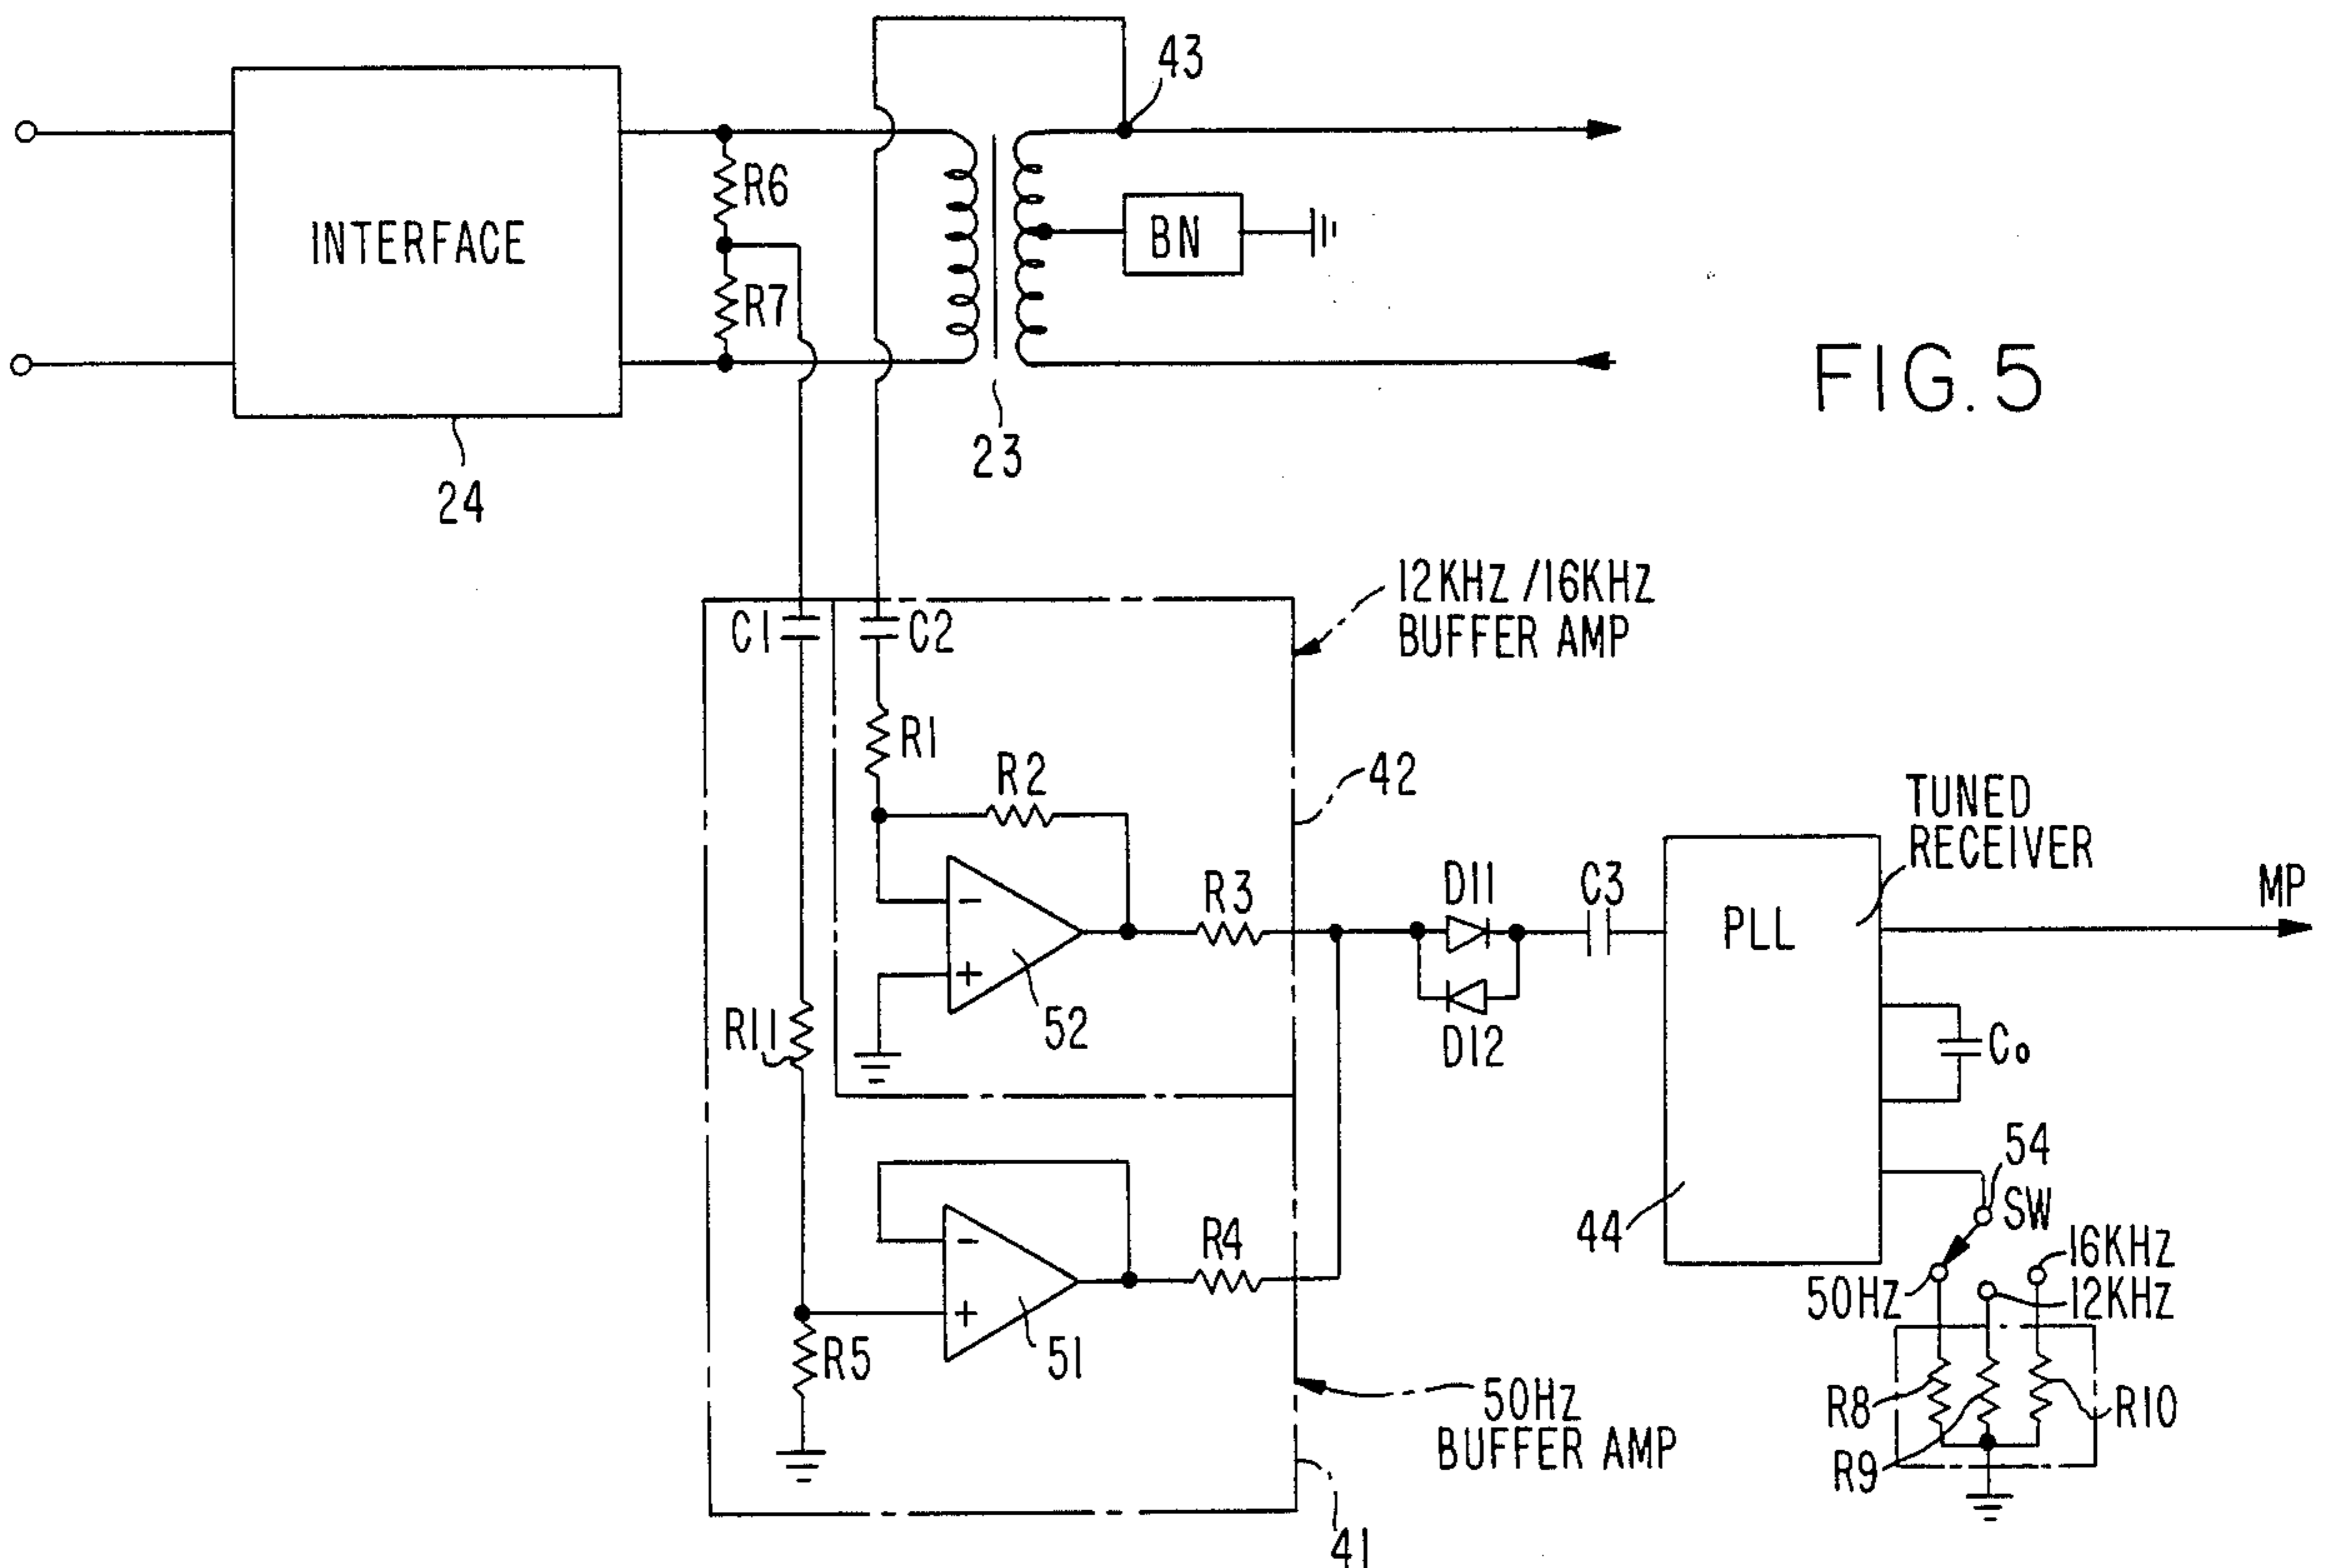 43
R6
INTERFACE
BN
R7
FIG. 5
23
24
12KHz /16KHz
BUFFER AMP
C1
C2
R1
R2
42
TUNED
RECEIVER
D11
C3
MP
R3
PLL
-
+
52
R11
D12
Co
54
SW
R4
44
16KHz
-
50Hz
12KHz
+
51
R5
50Hz
BUFFER AMP
R8
R10
R9
41